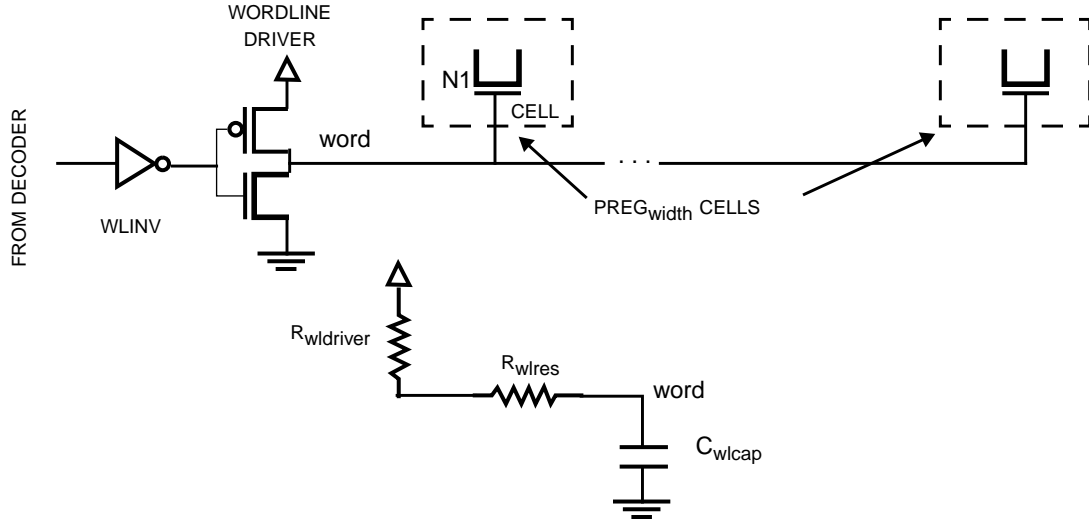 WORDLINE
DRIVER
N1
CELL
word
. . .
FROM DECODER
WLINV
PREGwidth CELLS
Rwldriver
Rwlres
word
Cwlcap